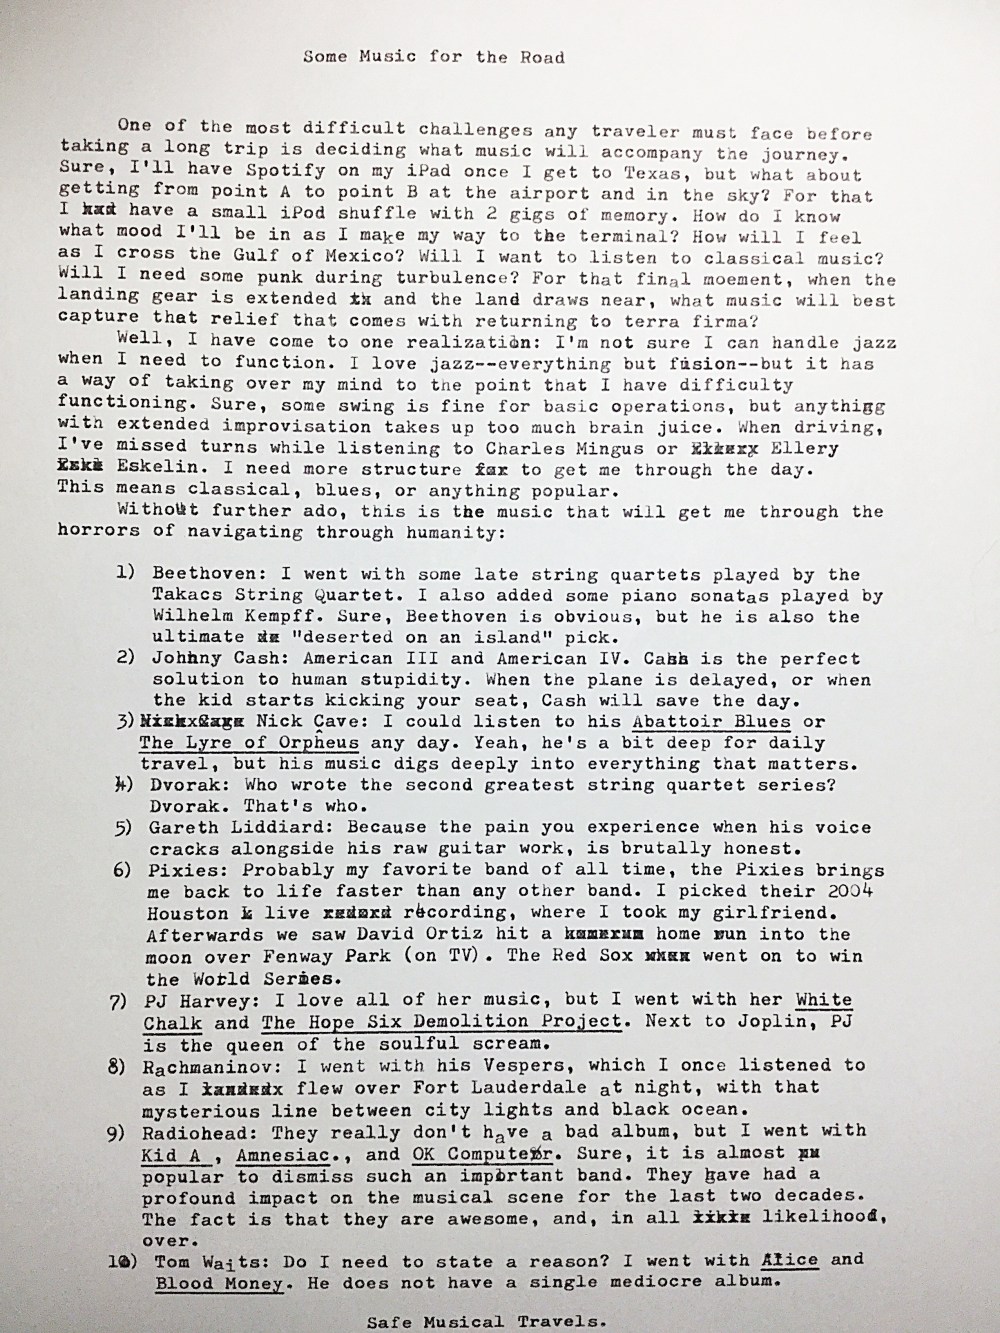 Some Music for the Road
One of the most difficult challenges any traveler must face before
taking a long trip is deciding what music will accompany the journey.
Sure, I'll have Spotify on my iPad once I get to Texas, but what about
getting from point A to point B at the airport and in the sky? For that
I have a small iPod shuffle with 2 gigs of memory. How do I know
what mood I'll be in as I make my way to the terminal? How will I feel
as I cross the Gulf of Mexico? Will I want to listen to classical music?
Will I need some punk during turbulence? For that final moement, when the
landing gear is extended and the land draws near, what music will best
capture that relief that comes with returning to terra firma?
Well, I have come to one realization: I'm not sure I can handle jazz
when I need to function. I love jazz--everything but fusion--but it has
a way of taking over my mind to the point that I have difficulty
functioning. Sure, some swing is fine for basic operations, but anything
with extended improvisation takes up too much brain juice. When driving,
I've missed turns while listening to Charles Mingus or Ellery
Eskelin. I need more structure to get me through the day.
This means classical, blues, or anything popular.
Without further ado, this is the music that will get me through the
horrors of navigating through humanity:
1) Beethoven: I went with some late string quartets played by the
Takacs String Quartet. I also added some piano sonatas played by
Wilhelm Kempff. Sure, Beethoven is obvious, but he is also the
ultimate "deserted on an island" pick.
2) Johnny Cash: American III and American IV. Cash is the perfect
solution to human stupidity. When the plane is delayed, or when
the kid starts kicking your seat, Cash will save the day.
3) Nick Cave: I could listen to his Abattoir Blues or
The Lyre of Orpheus any day. Yeah, he's a bit deep for daily
travel, but his music digs deeply into everything that matters.
4) Dvorak: Who wrote the second greatest string quartet series?
Dvorak. That's who.
5) Gareth Liddiard: Because the pain you experience when his voice
cracks alongside his raw guitar work, is brutally honest.
6) Pixies: Probably my favorite band of all time, the Pixies brings
me back to life faster than any other band. I picked their 2004
Houston live recording, where I took my girlfriend.
Afterwards we saw David Ortiz hit a home run into the
moon over Fenway Park (on TV). The Red Sox went on to win
the World Series.
7) PJ Harvey: I love all of her music, but I went with her White
Chalk and The Hope Six Demolition Project. Next to Joplin, PJ
is the queen of the soulful scream.
8) Rachmaninov: I went with his Vespers, which I once listened to
as I flew over Fort Lauderdale at night, with that
mysterious line between city lights and black ocean.
9) Radiohead: They really don't have a bad album, but I went with
Kid A , Amnesiac., and OK Computer. Sure, it is almost
popular to dismiss such an important band. They have had a
profound impact on the musical scene for the last two decades.
The fact is that they are awesome, and, in all likelihood,
over.
10) Tom Waits: Do I need to state a reason? I went with Alice and
Blood Money. He does not have a single mediocre album.
Safe Musical Travels.